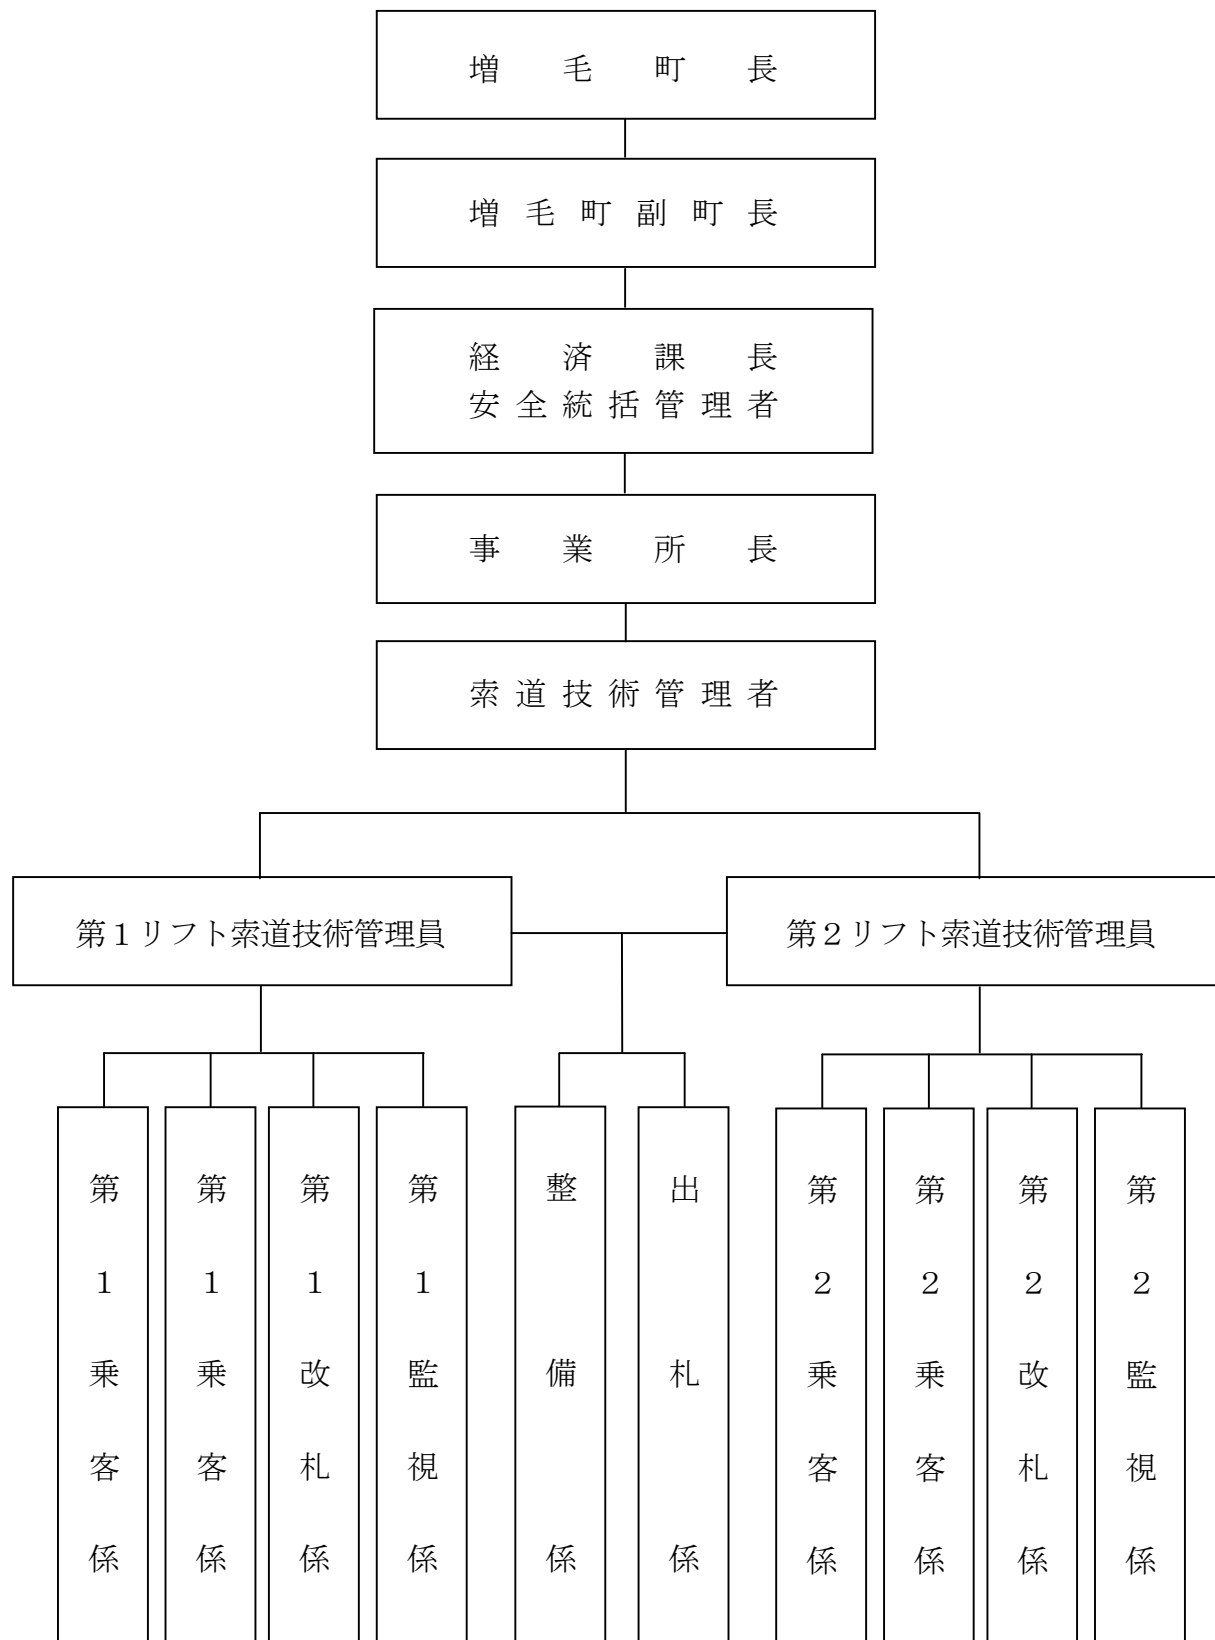 増毛町長
増毛町副町長
経済課長
安全統括管理者
事業所長
索道技術管理者
第１リフト索道技術管理員
第２リフト索道技術管理員
第１乗客係
第１乗客係
第１改札係
第１監視係
整備係
出札係
第２乗客係
第２乗客係
第２改札係
第２監視係